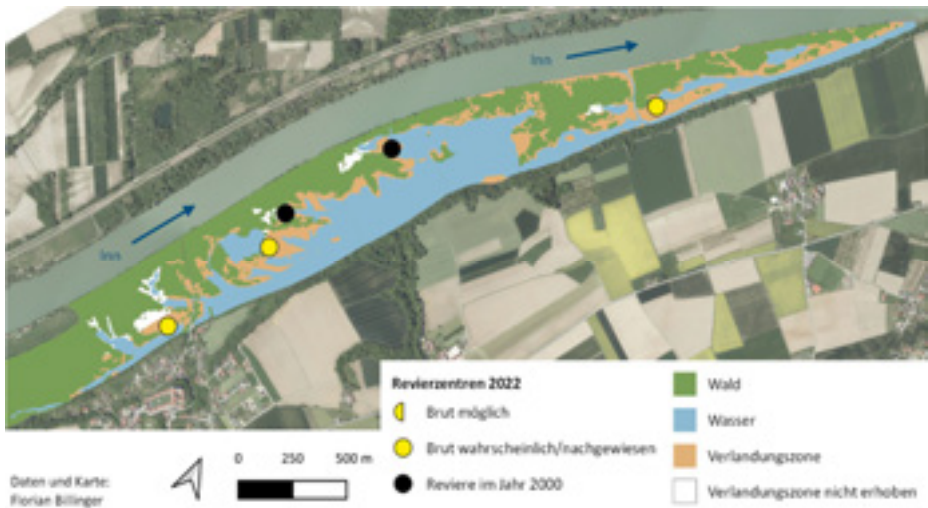 Inn
Inn
Revierzentren 2022
Brut möglich
Brut wahrscheinlich/nachgewiesen
Reviere im Jahr 2000
Wald
Wasser
Verlandungszone
Verlandungszone nicht erhoben
0 250 500 m
Daten und Karte:
Florian Billinger